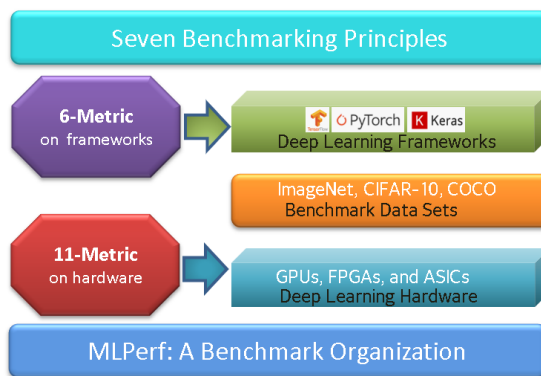 Seven Benchmarking Principles
6-Metric
on frameworks
TensorFlow PyTorch Keras
Deep Learning Frameworks
ImageNet, CIFAR-10, COCO
Benchmark Data Sets
11-Metric
on hardware
GPUs, FPGAs, and ASICs
Deep Learning Hardware
MLPerf: A Benchmark Organization